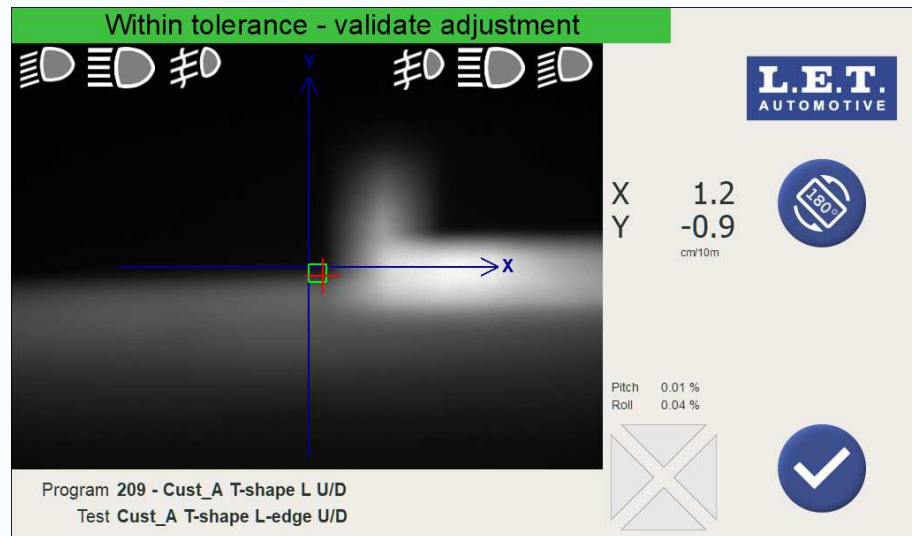 Within tolerance - validate adjustment
Y
X
L.E.T.
AUTOMOTIVE
X 1.2
Y -0.9
cm/10m
180°
Pitch 0.01 %
Roll 0.04 %
Program 209 - Cust_A T-shape L U/D
Test Cust_A T-shape L-edge U/D